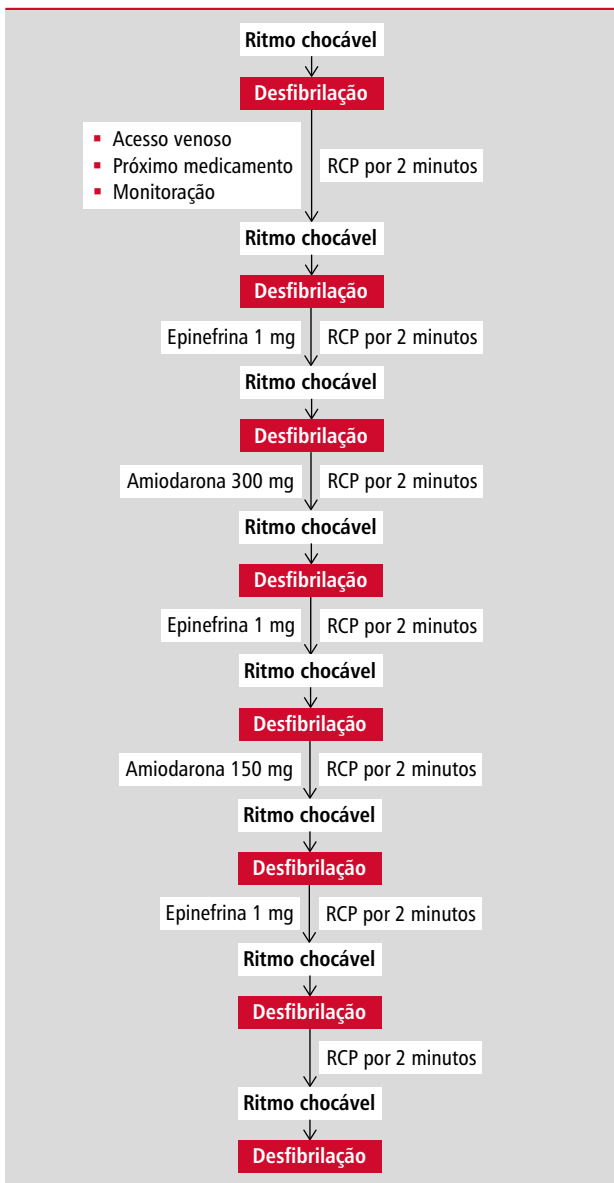 Ritmo chocável
Desfibrilação
▪ Acesso venoso
▪ Próximo medicamento
▪ Monitoração
RCP por 2 minutos
Ritmo chocável
Desfibrilação
Epinefrina 1 mg
RCP por 2 minutos
Ritmo chocável
Desfibrilação
Amiodarona 300 mg
RCP por 2 minutos
Ritmo chocável
Desfibrilação
Epinefrina 1 mg
RCP por 2 minutos
Ritmo chocável
Desfibrilação
Amiodarona 150 mg
RCP por 2 minutos
Ritmo chocável
Desfibrilação
Epinefrina 1 mg
RCP por 2 minutos
Ritmo chocável
Desfibrilação
RCP por 2 minutos
Ritmo chocável
Desfibrilação